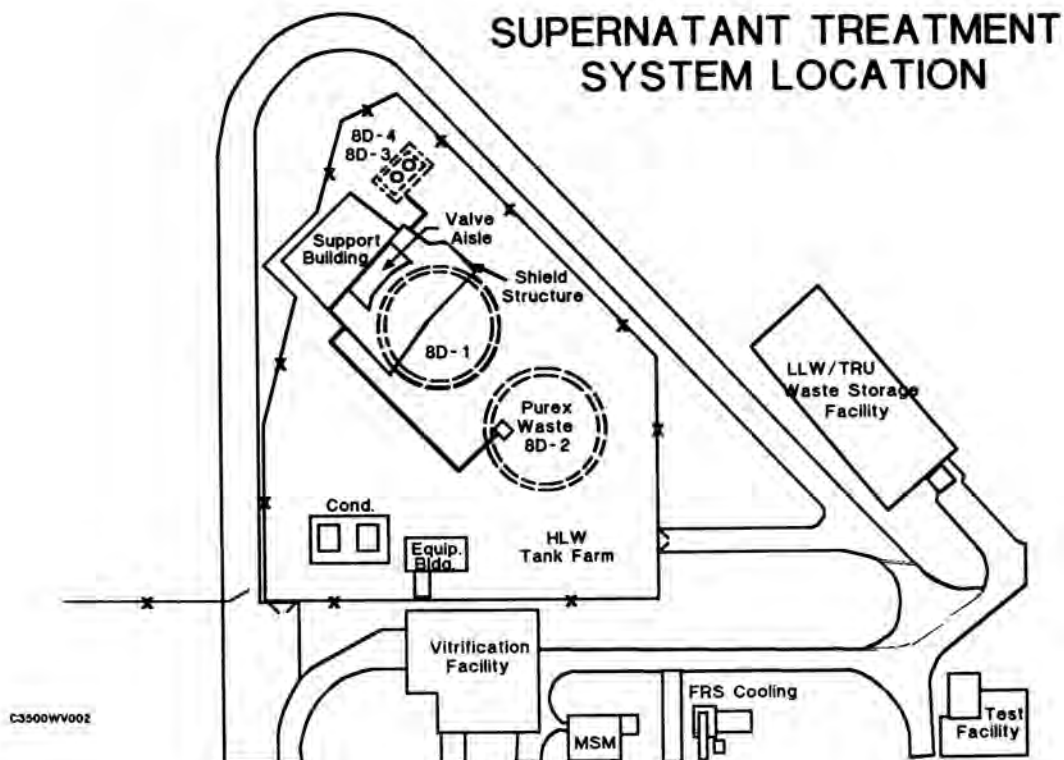 SUPERNATANT TREATMENT
SYSTEM LOCATION
8D-4
8D-3
Valve
Aisle
Support
Building
Shield
Structure
8D-1
LLW/TRU
Waste Storage
Facility
Purex
Waste
8D-2
Cond.
Equip.
Bldg.
HLW
Tank Farm
Vitrification
Facility
FRS Cooling
MSM
Test
Facility
C3500WV002